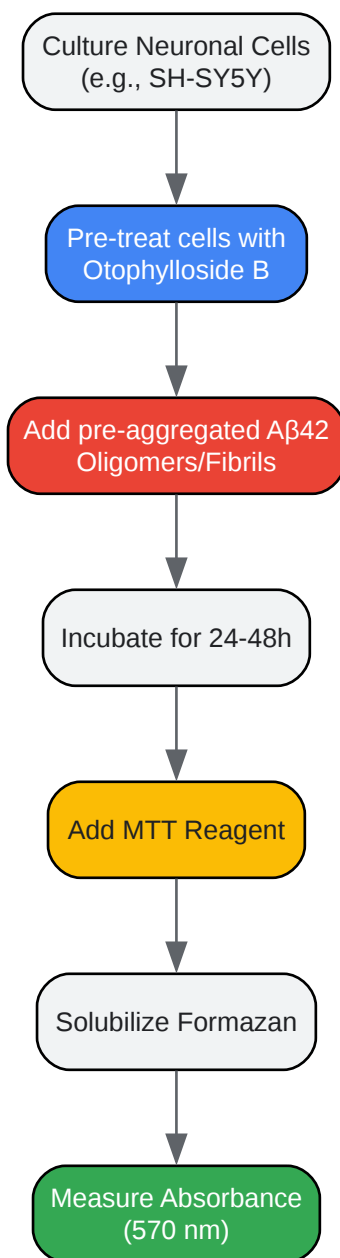 Culture Neuronal Cells
(e.g., SH-SY5Y)
Pre-treat cells with
Otophylloside B
Add pre-aggregated Aβ42
Oligomers/Fibrils
Incubate for 24-48h
Add MTT Reagent
Solubilize Formazan
Measure Absorbance
(570 nm)